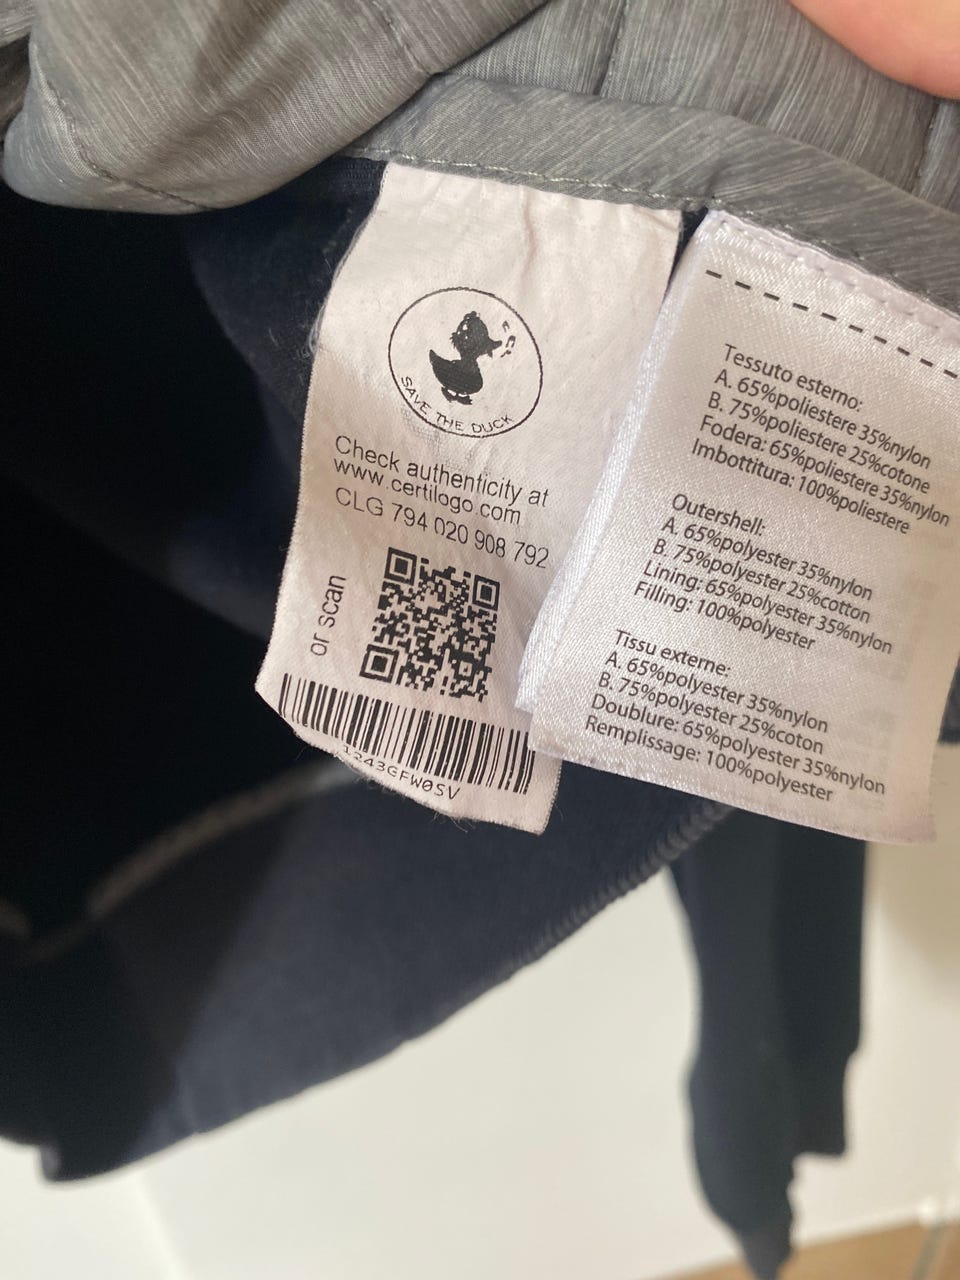 SAVE THE DUCK
Check authenticity at
www.certilogo.com
CLG 794 020 908 792
or scan
1243GFW0SV
Tessuto esterno:
A. 65%poliestere 35%nylon
B. 75%poliestere 25%cotone
Fodera: 65%poliestere 35%nylon
Imbottitura: 100%poliestere
Outershell:
A. 65%polyester 35%nylon
B. 75%polyester 25%cotton
Lining: 65%polyester 35%nylon
Filling: 100%polyester
Tissu externe:
A. 65%polyester 35%nylon
B. 75%polyester 25%coton
Doublure: 65%polyester 35%nylon
Remplissage: 100%polyester